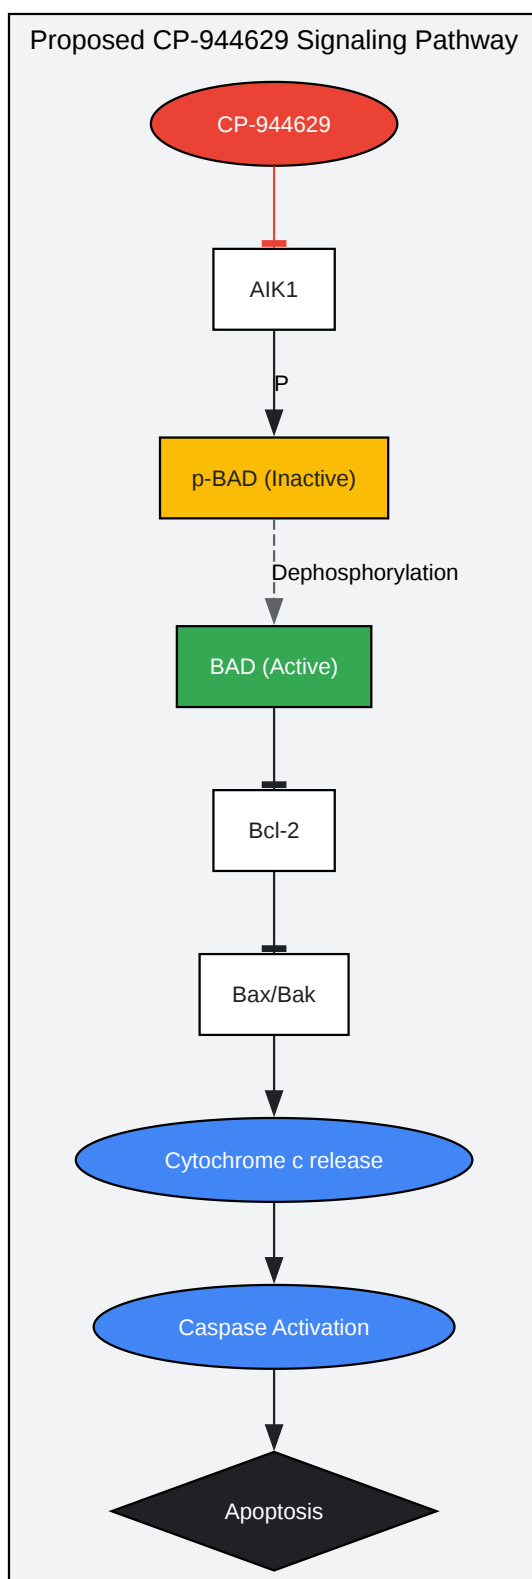 Proposed CP-944629 Signaling Pathway
CP-944629
AIK1
P
p-BAD (Inactive)
Dephosphorylation
BAD (Active)
Bcl-2
Bax/Bak
Cytochrome c release
Caspase Activation
Apoptosis